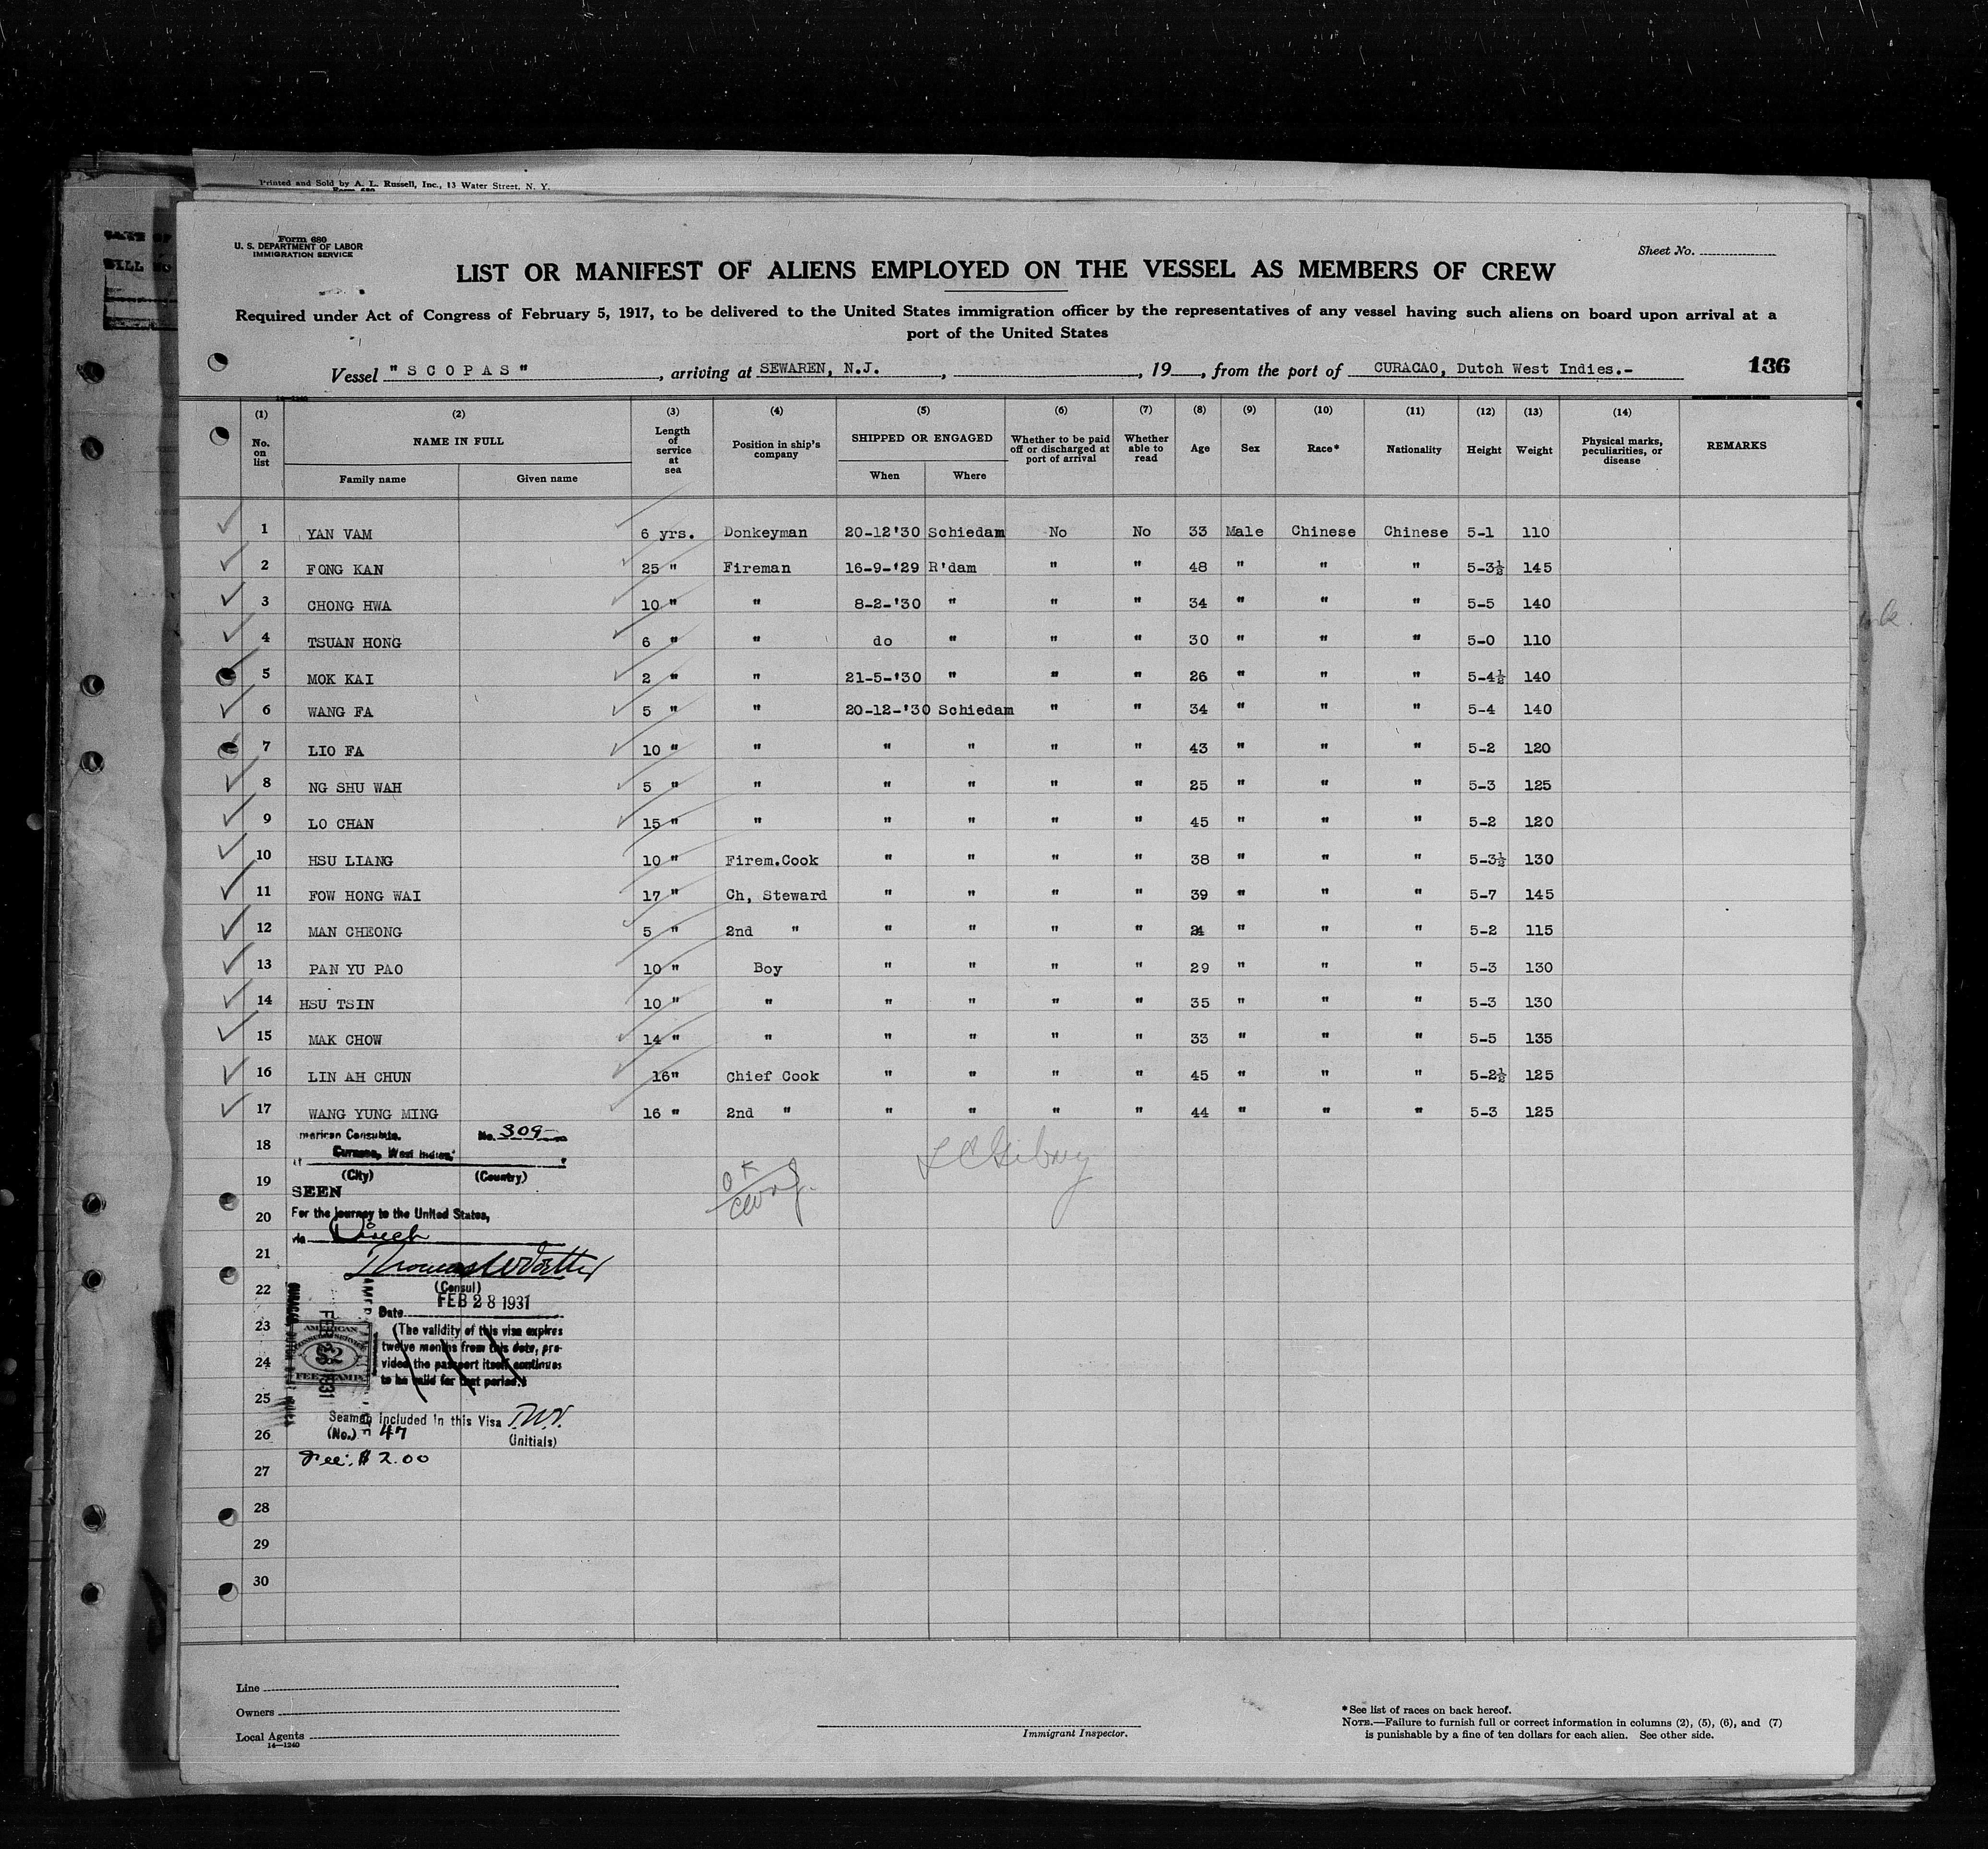 Printed and Sold by A. L. Russell, Inc., 13 Water Street, N. Y.
Form 680
U. S. DEPARTMENT OF LABOR
IMMIGRATION SERVICE
Sheet No.
LIST OR MANIFEST OF ALIENS EMPLOYED ON THE VESSEL AS MEMBERS OF CREW
Required under Act of Congress of February 5, 1917, to be delivered to the United States immigration officer by the representatives of any vessel having such aliens on board upon arrival at a
port of the United States
Vessel "SCOPAS", arriving at SEWAREN, N.J., , 19 , from the port of CURACAO, Dutch West Indies.- 136
(1) (2) (3) (4) (5) (6) (7) (8) (9) (10) (11) (12) (13) (14)
No. on list NAME IN FULL Length of service at sea Position in ship's company SHIPPED OR ENGAGED Whether to be paid off or discharged at port of arrival Whether able to read Age Sex Race* Nationality Height Weight Physical marks, peculiarities, or disease REMARKS
Family name Given name When Where
1 YAN VAM 6 yrs. Donkeyman 20-12'30 Schiedam No No 33 Male Chinese Chinese 5-1 110
2 FONG KAN 25 " Fireman 16-9-'29 R'dam " " 48 " " " 5-3½ 145
3 CHONG HWA 10 " " 8-2-'30 " " " 34 " " " 5-5 140
4 TSUAN HONG 6 " " do " " " 30 " " " 5-0 110
5 MOK KAI 2 " " 21-5-'30 " " " 26 " " " 5-4½ 140
6 WANG FA 5 " " 20-12-'30 Schiedam " " 34 " " " 5-4 140
7 LIO FA 10 " " " " " " 43 " " " 5-2 120
8 NG SHU WAH 5 " " " " " " 25 " " " 5-3 125
9 LO CHAN 15 " " " " " " 45 " " " 5-2 120
10 HSU LIANG 10 " Firem.Cook " " " " 38 " " " 5-3½ 130
11 FOW HONG WAI 17 " Ch, Steward " " " " 39 " " " 5-7 145
12 MAN CHEONG 5 " 2nd " " " " " " " " 5-2 115
13 PAN YU PAO 10 " Boy " " " " 29 " " " 5-3 130
14 HSU TSIN 10 " " " " " " 35 " " " 5-3 130
15 MAK CHOW 14 " " " " " " 33 " " " 5-5 135
16 LIN AH CHUN 16" Chief Cook " " " " 45 " " " 5-2½ 125
17 WANG YUNG MING 16 " 2nd " " " " " 44 " " " 5-3 125
18
19
20
21
22
23
24
25
26
27
28
29
30
merican Consulate. No. 309
Curacao, West Indies.
(City) (Country)
SEEN
For the journey to the United States,
via Direct
(Consul)
Date FEB 28 1931
(The validity of this visa expires
twelve months from this date, pro-
vided the passport itself continues
to be valid for that period.)
AMERICAN
CONSULAR SERVICE
$2
FEE STAMP
Seamen included in this Visa T.W.V.
(No.) 47 (Initials)
Fee: $ 2.00
OK
Line
Owners
Local Agents
14—1240
Immigrant Inspector.
*See list of races on back hereof.
NOTE.—Failure to furnish full or correct information in columns (2), (5), (6), and (7)
is punishable by a fine of ten dollars for each alien. See other side.